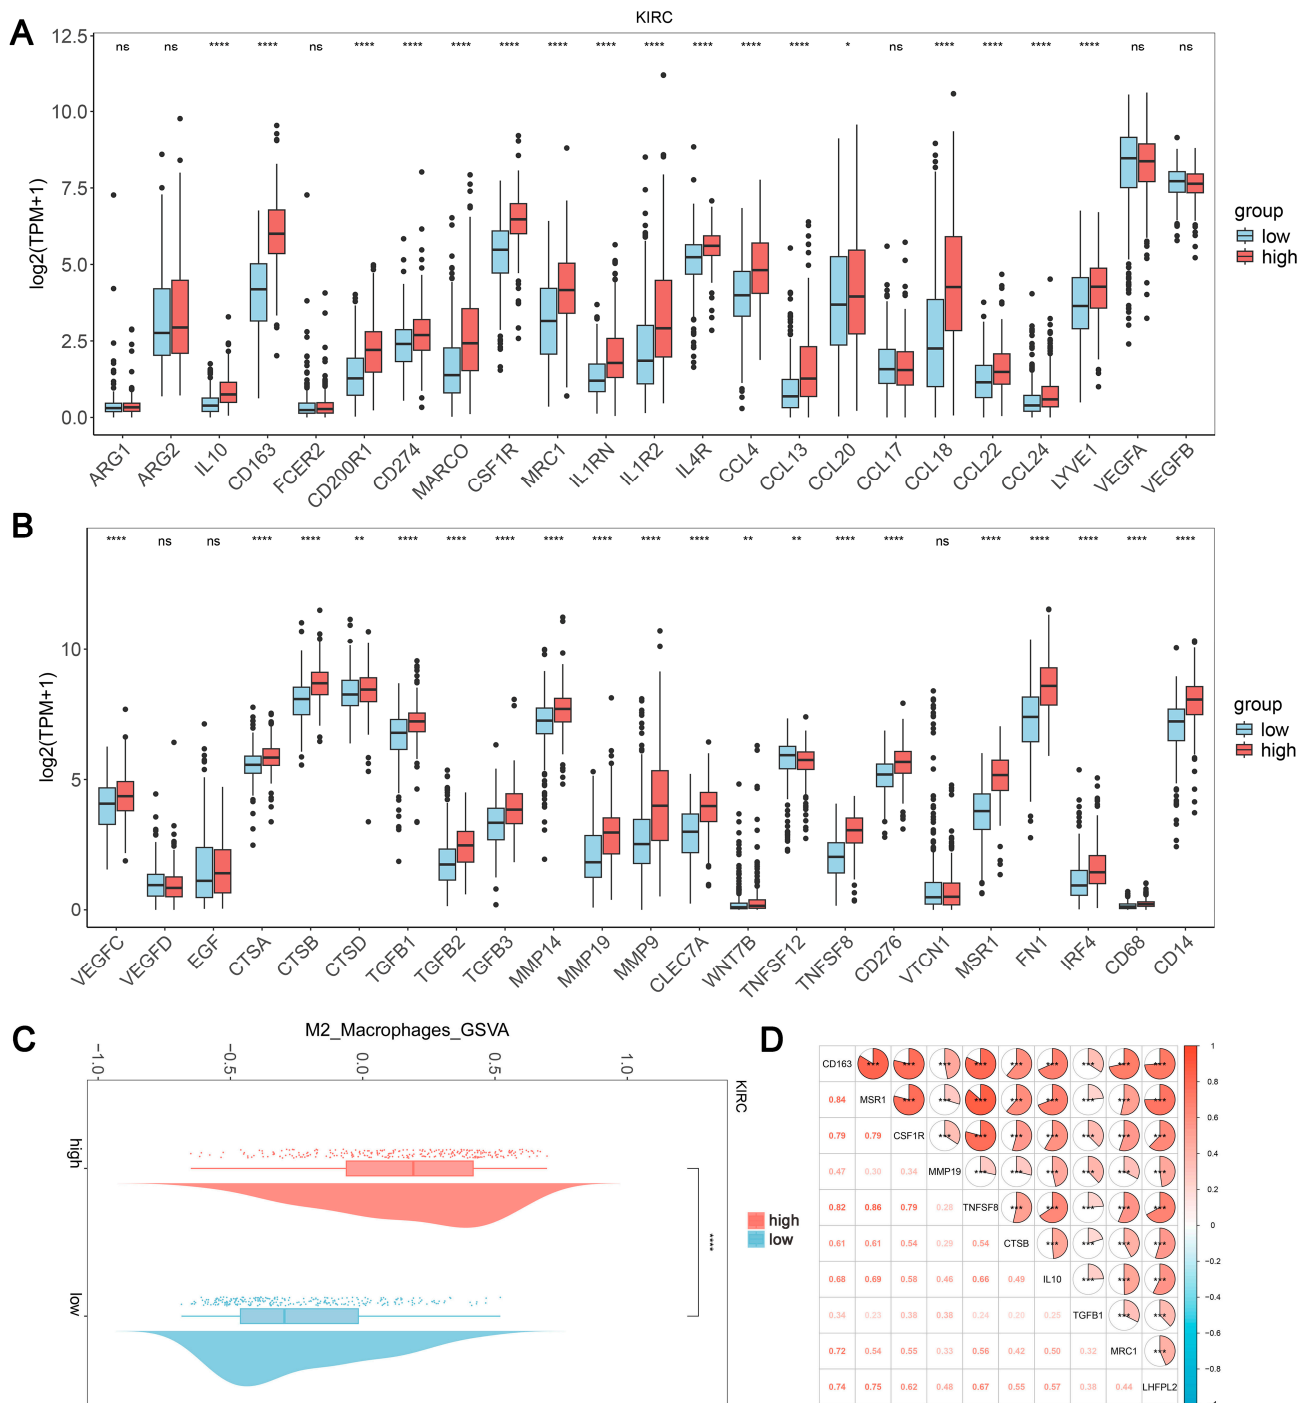 KIRC
A
12.5
10.0
7.5
5.0
2.5
0.0
log2(TPM+1)
ns ns **** **** ns **** **** **** **** **** **** **** **** **** **** * ns **** **** **** **** ns ns
ARG1 ARG2 IL10 CD163 FCER2 CD200R1 CD274 MARCO CSF1R MRC1 IL1RN IL1R2 IL4R CCL4 CCL13 CCL20 CCL17 CCL18 CCL22 CCL24 LYVE1 VEGFA VEGFB
group
low
high
B
10
5
0
log2(TPM+1)
**** ns ns **** **** ** **** **** **** **** **** **** **** ** ** **** **** ns **** **** **** **** ****
VEGFC VEGFD EGF CTSA CTSB CTSD TGFB1 TGFB2 TGFB3 MMP14 MMP19 MMP9 CLEC7A WNT7B TNFSF12 TNFSF8 CD276 VTCN1 MSR1 FN1 IRF4 CD68 CD14
group
low
high
C
M2_Macrophages_GSVA
-1.0 -0.5 0.0 0.5 1.0
KIRC
high
low
****
high
low
D
CD163 *** *** *** *** *** *** *** *** ***
0.84 MSR1 *** *** *** *** *** *** *** ***
0.79 0.79 CSF1R *** *** *** *** *** *** ***
0.47 0.30 0.34 MMP19 *** *** *** *** *** ***
0.82 0.86 0.79 0.28 TNFSF8 *** *** *** *** ***
0.61 0.61 0.54 0.29 0.54 CTSB *** *** *** ***
0.68 0.69 0.58 0.46 0.66 0.49 IL10 *** *** ***
0.34 0.23 0.38 0.38 0.24 0.20 0.25 TGFB1 *** ***
0.72 0.54 0.55 0.33 0.56 0.42 0.50 0.32 MRC1 ***
0.74 0.75 0.62 0.48 0.67 0.55 0.57 0.38 0.44 LHFPL2
1
0.8
0.6
0.4
0.2
0
-0.2
-0.4
-0.6
-0.8